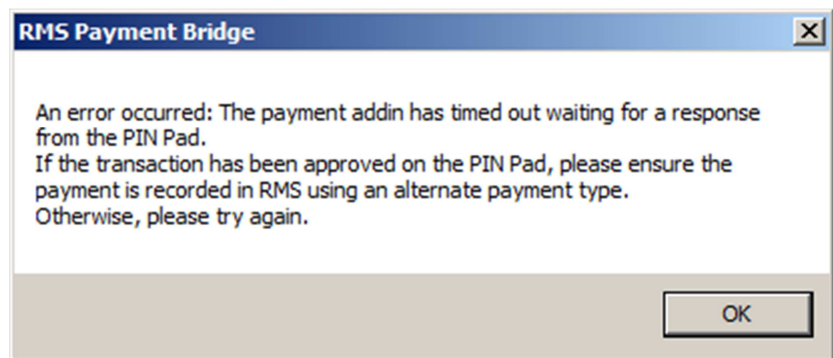 RMS Payment Bridge
An error occurred: The payment addin has timed out waiting for a response
from the PIN Pad.
If the transaction has been approved on the PIN Pad, please ensure the
payment is recorded in RMS using an alternate payment type.
Otherwise, please try again.
OK